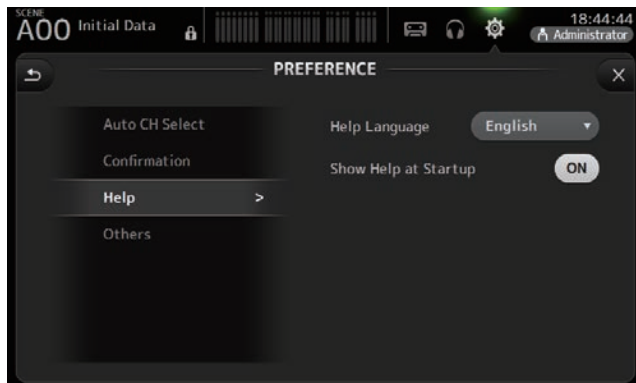 SCENE
A00 Initial Data
18:44:44
Administrator
PREFERENCE
Auto CH Select
Confirmation
Help >
Others
Help Language English
Show Help at Startup ON